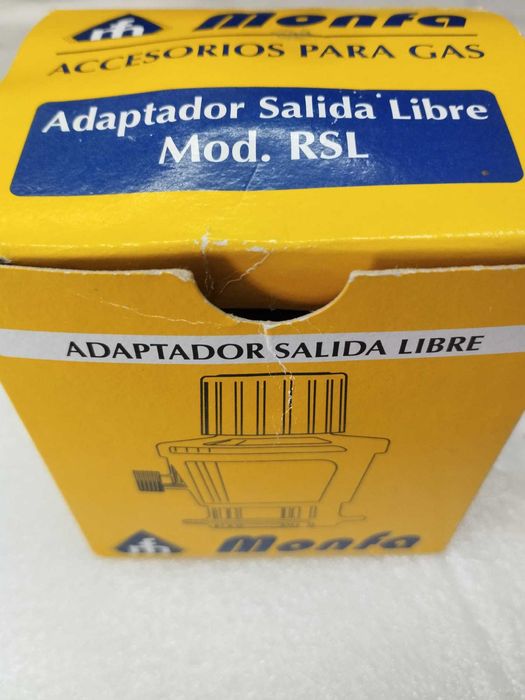 Monfa
ACCESORIOS PARA GAS
Adaptador Salida Libre
Mod. RSL
ADAPTADOR SALIDA LIBRE
Monfa